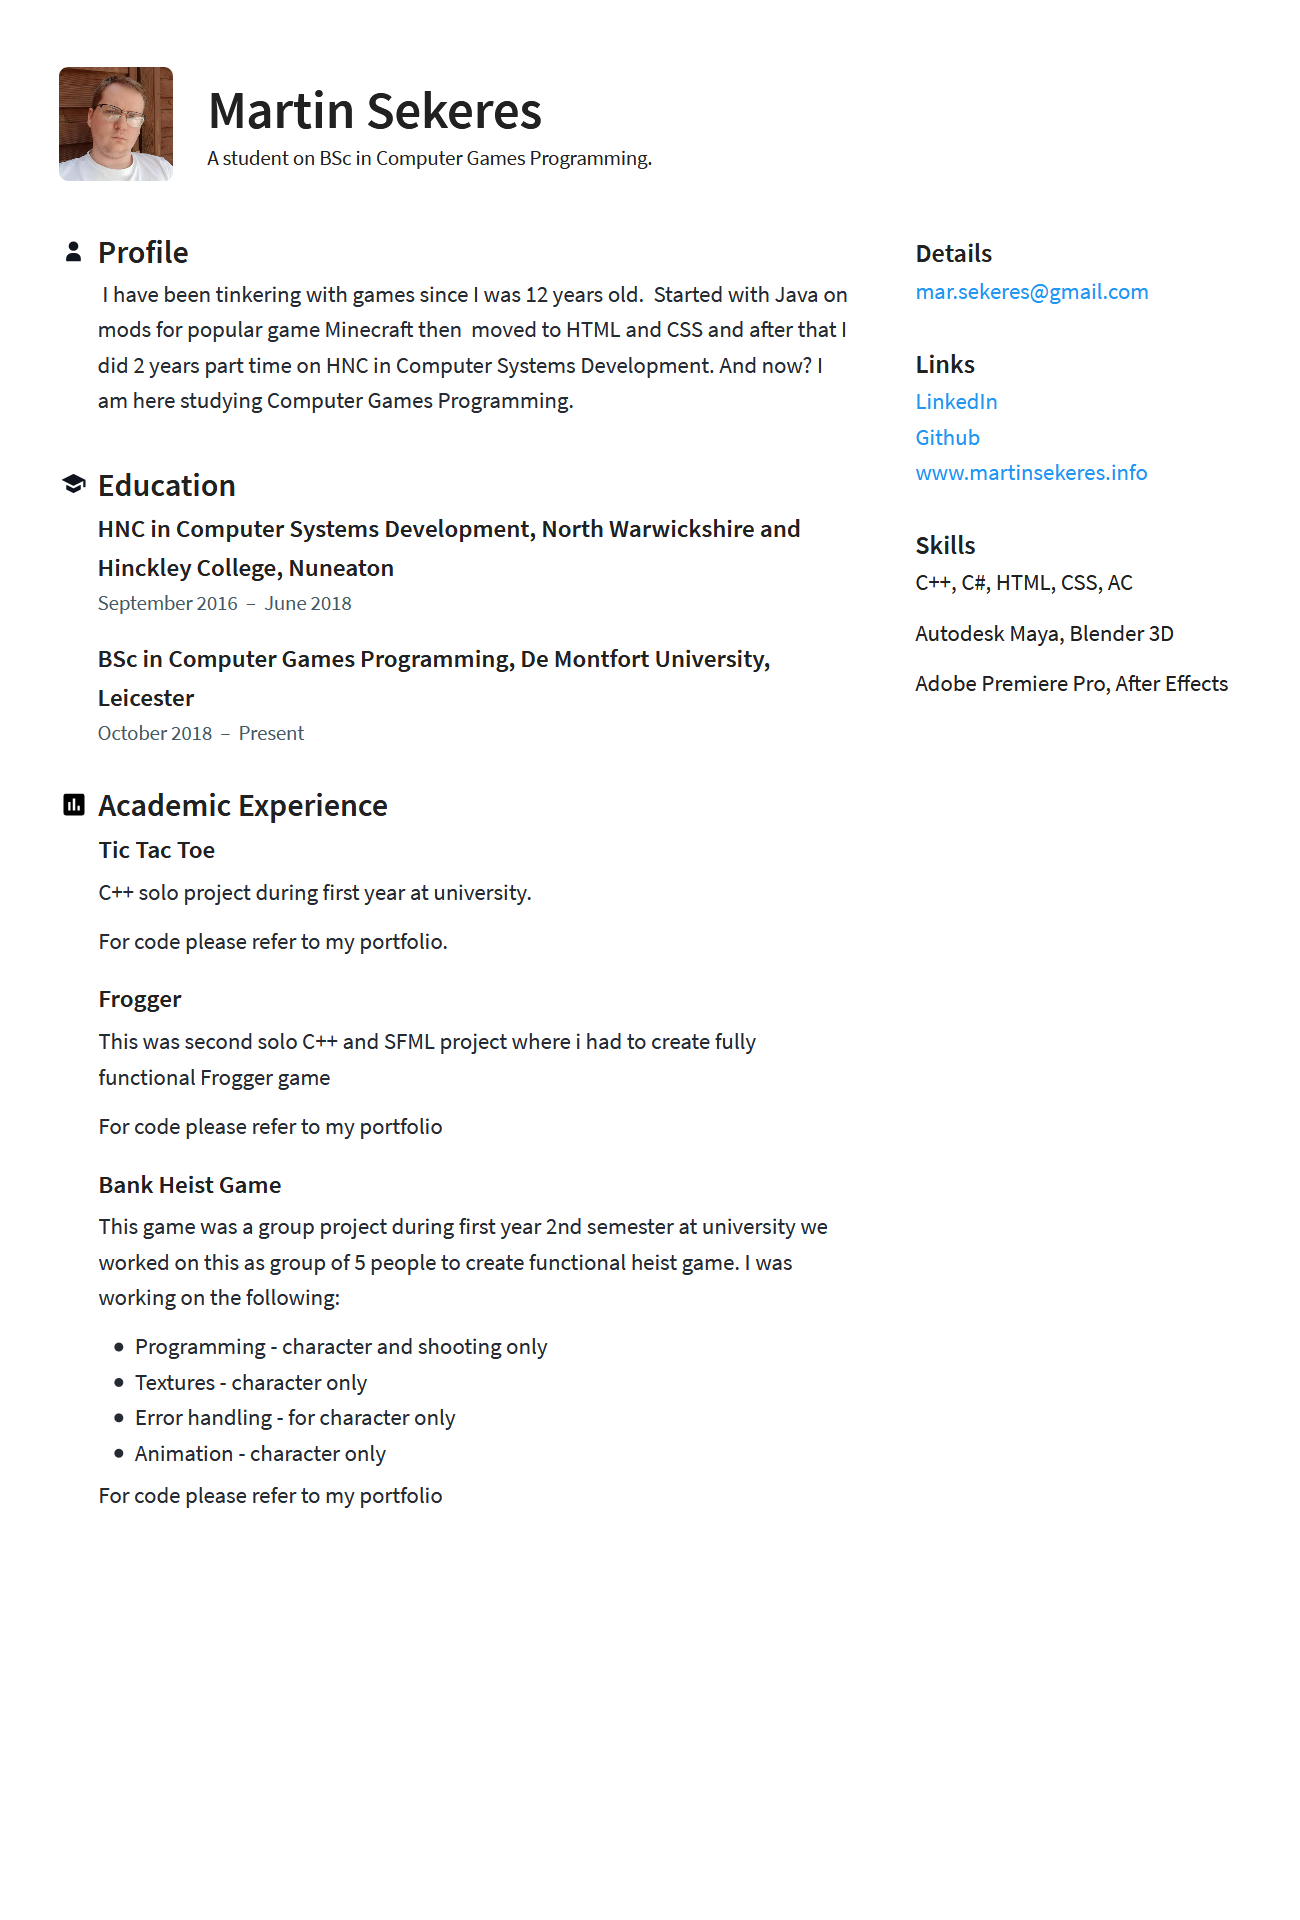 Martin Sekeres
A student on BSc in Computer Games Programming.
Profile
I have been tinkering with games since I was 12 years old.  Started with Java on
mods for popular game Minecraft then  moved to HTML and CSS and after that I
did 2 years part time on HNC in Computer Systems Development. And now? I
am here studying Computer Games Programming.
Education
HNC in Computer Systems Development, North Warwickshire and
Hinckley College, Nuneaton
September 2016 – June 2018
BSc in Computer Games Programming, De Montfort University,
Leicester
October 2018 – Present
Academic Experience
Tic Tac Toe
C++ solo project during first year at university.
For code please refer to my portfolio.
Frogger
This was second solo C++ and SFML project where i had to create fully
functional Frogger game
For code please refer to my portfolio
Bank Heist Game
This game was a group project during first year 2nd semester at university we
worked on this as group of 5 people to create functional heist game. I was
working on the following:
• Programming - character and shooting only
• Textures - character only
• Error handling - for character only
• Animation - character only
For code please refer to my portfolio
Details
mar.sekeres@gmail.com
Links
LinkedIn
Github
www.martinsekeres.info
Skills
C++, C#, HTML, CSS, AC
Autodesk Maya, Blender 3D
Adobe Premiere Pro, After Effects